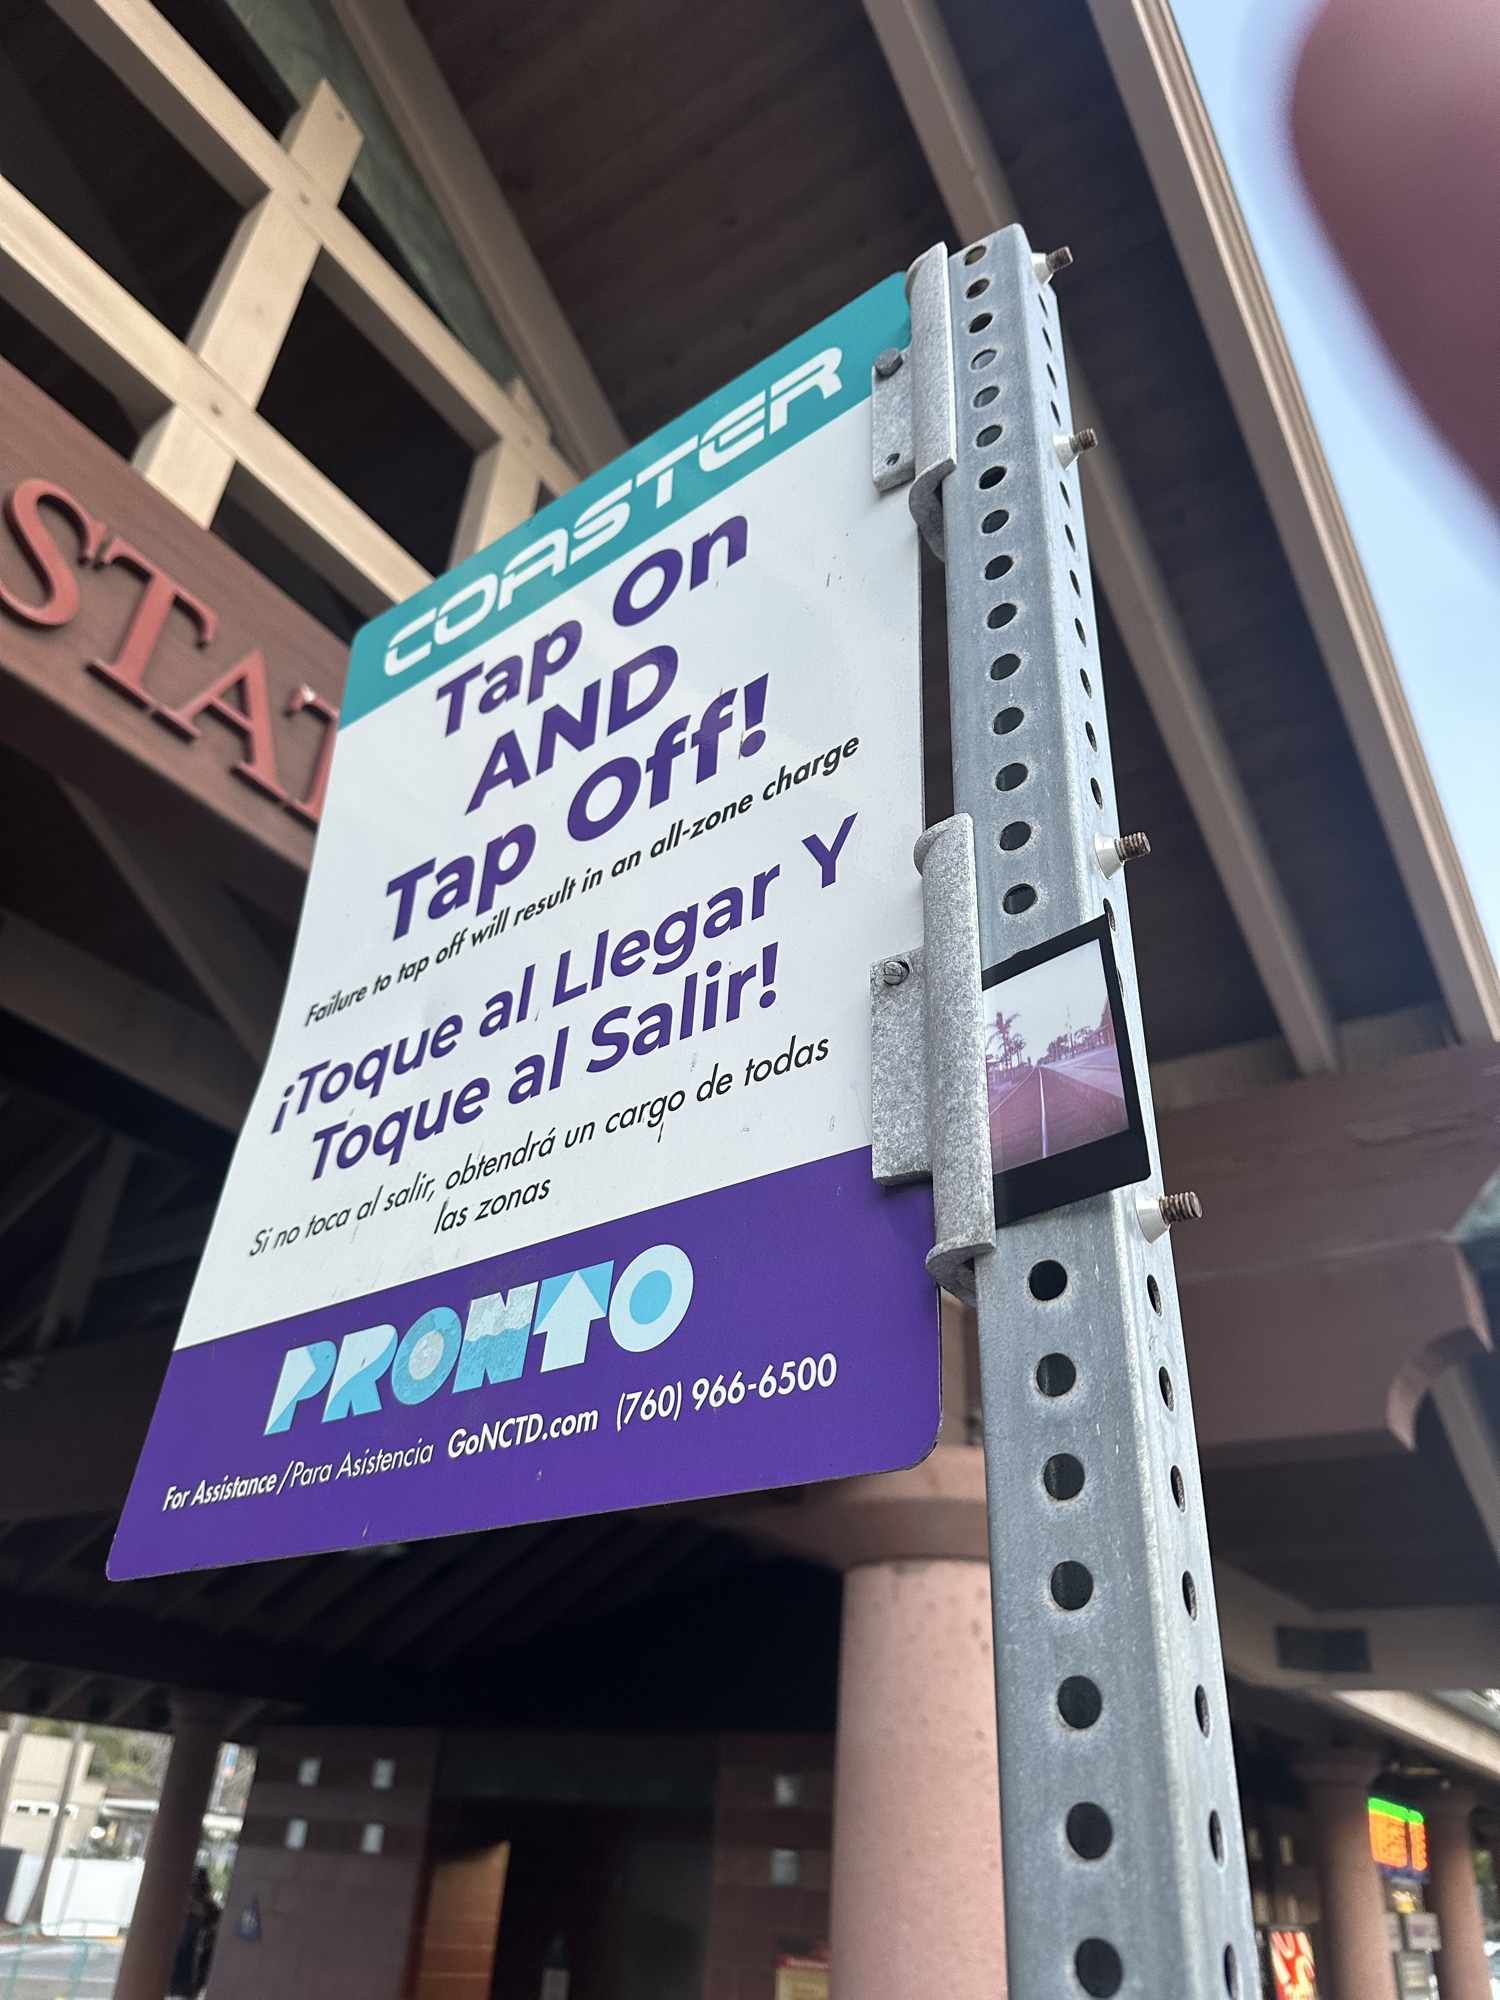 COASTER
Tap On
AND
Tap Off!
Failure to tap off will result in an all-zone charge
¡Toque al Llegar Y
Toque al Salir!
Si no toca al salir, obtendrá un cargo de todas
las zonas
PRONTO
For Assistance/Para Asistencia GoNCTD.com (760) 966-6500
STAT